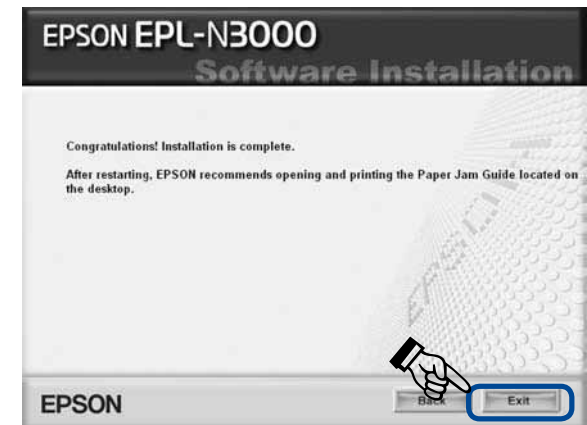 EPSON EPL-N3000
Software Installation
Congratulations! Installation is complete.
After restarting, EPSON recommends opening and printing the Paper Jam Guide located on
the desktop.
EPSON
EPSON Back Exit